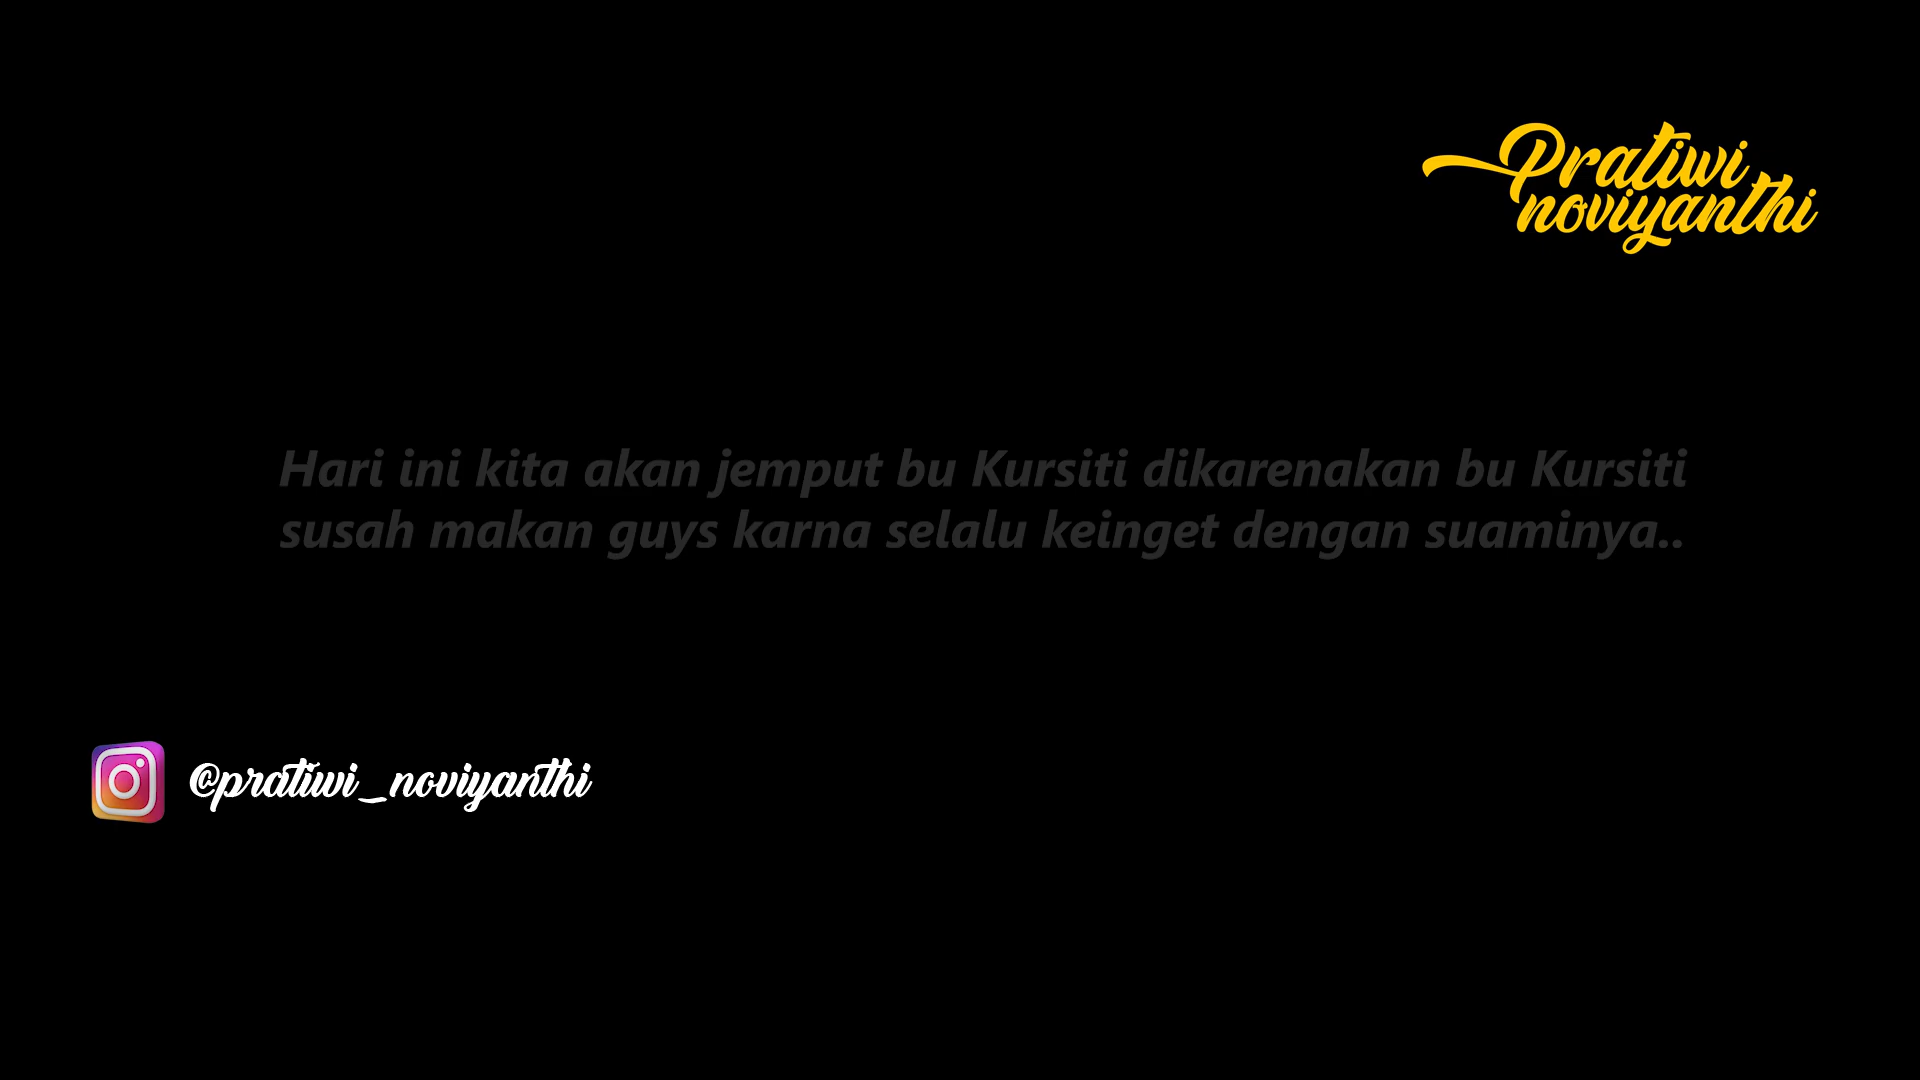 Pratiwi
noviyanthi
Hari ini kita akan jemput bu Kursiti dikarenakan bu Kursiti
susah makan guys karna selalu keinget dengan suaminya..
@pratiwi_noviyanthi